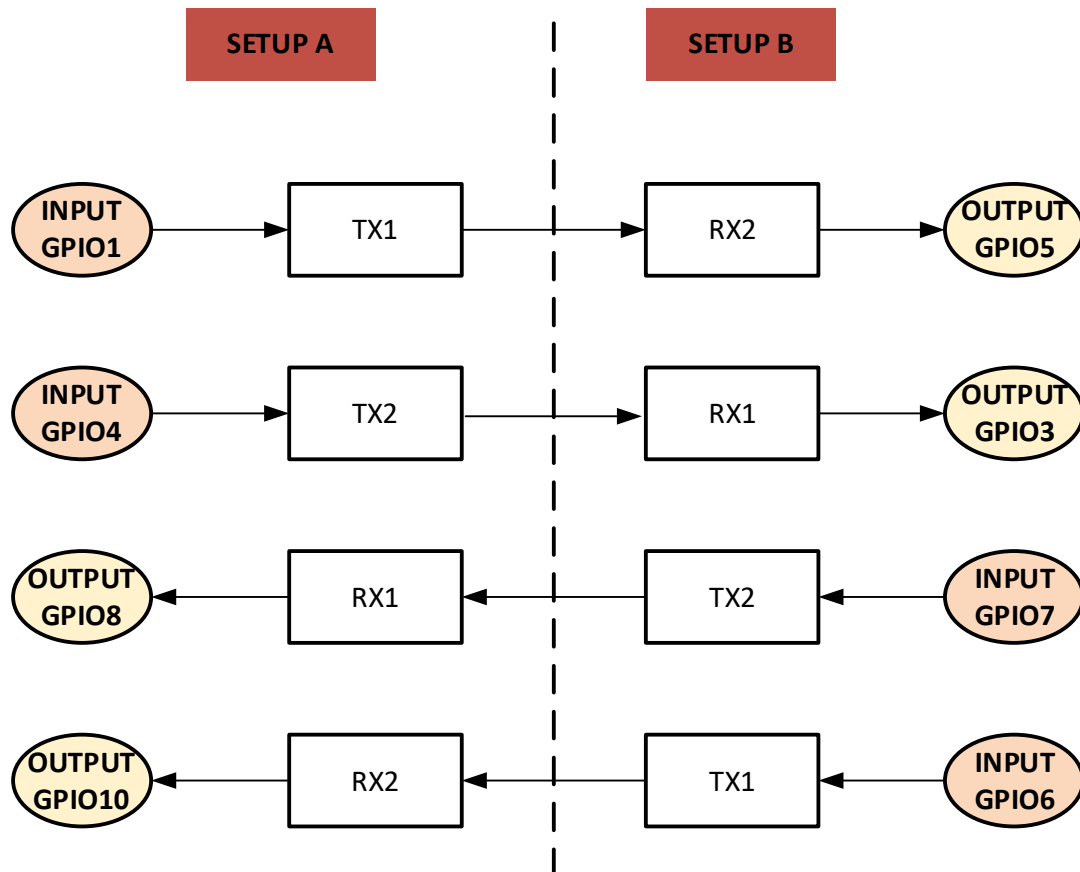 SETUP A
SETUP B
INPUT
GPIO1
TX1
RX2
OUTPUT
GPIO5
INPUT
GPIO4
TX2
RX1
OUTPUT
GPIO3
OUTPUT
GPIO8
RX1
TX2
INPUT
GPIO7
OUTPUT
GPIO10
RX2
TX1
INPUT
GPIO6